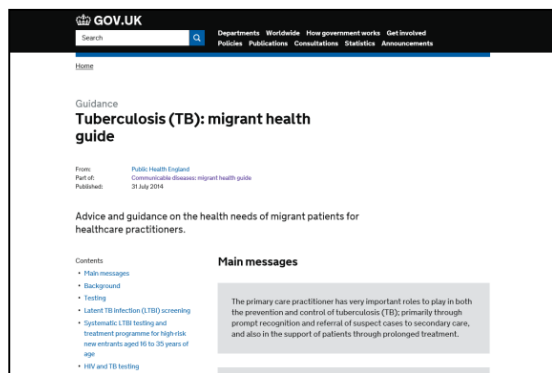 GOV.UK
Search
Departments Worldwide How government works Get involved
Policies Publications Consultations Statistics Announcements
Home
Guidance
Tuberculosis (TB): migrant health
guide
From: Public Health England
Part of: Communicable diseases: migrant health guide
Published: 31 July 2014
Advice and guidance on the health needs of migrant patients for
healthcare practitioners.
Contents
• Main messages
• Background
• Testing
• Latent TB Infection (LTBI) screening
• Systematic LTBI testing and
treatment programme for high-risk
new entrants aged 16 to 35 years of
age
• HIV and TB testing
Main messages
The primary care practitioner has very important roles to play in both
the prevention and control of tuberculosis (TB); primarily through
prompt recognition and referral of suspect cases to secondary care,
and also in the support of patients through prolonged treatment.